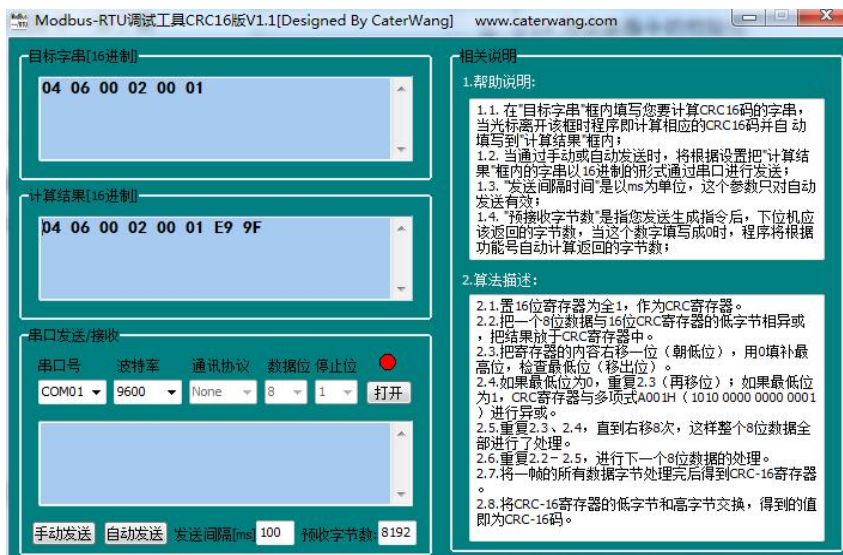 Modbus-RTU调试工具CRC16版V1.1[Designed By CaterWang] www.caterwang.com
目标字串[16进制]
04 06 00 02 00 01
计算结果[16进制]
04 06 00 02 00 01 E9 9F
串口发送/接收
串口号 波特率 通讯协议 数据位 停止位
COM01 9600 None 8 1 打开
手动发送 自动发送 发送间隔[ms] 100 预收字节数: 8192
相关说明
1.帮助说明:
1.1. 在"目标字串"框内填写您要计算CRC16码的字串，
当光标离开该框时程序即计算相应的CRC16码并自 动
填写到"计算结果"框内；
1.2. 当通过手动或自动发送时，将根据设置把"计算结
果"框内的字串以16进制的形式通过串口进行发送；
1.3. "发送间隔时间"是以ms为单位，这个参数只对自动
发送有效；
1.4. "预接收字节数"是指您发送生成指令后，下位机应
该返回的字节数，当这个数字填写成0时，程序将根据
功能号自动计算返回的字节数；
2.算法描述：
2.1.置16位寄存器为全1，作为CRC寄存器。
2.2.把一个8位数据与16位CRC寄存器的低字节相异或
，把结果放于CRC寄存器中。
2.3.把寄存器的内容右移一位（朝低位），用0填补最
高位，检查最低位（移出位）。
2.4.如果最低位为0，重复2.3（再移位）；如果最低位
为1，CRC寄存器与多项式A001H（1010 0000 0000 0001
）进行异或。
2.5.重复2.3、2.4，直到右移8次，这样整个8位数据全
部进行了处理。
2.6.重复2.2－2.5，进行下一个8位数据的处理。
2.7.将一帧的所有数据字节处理完后得到CRC-16寄存器
。
2.8.将CRC-16寄存器的低字节和高字节交换，得到的值
即为CRC-16码。